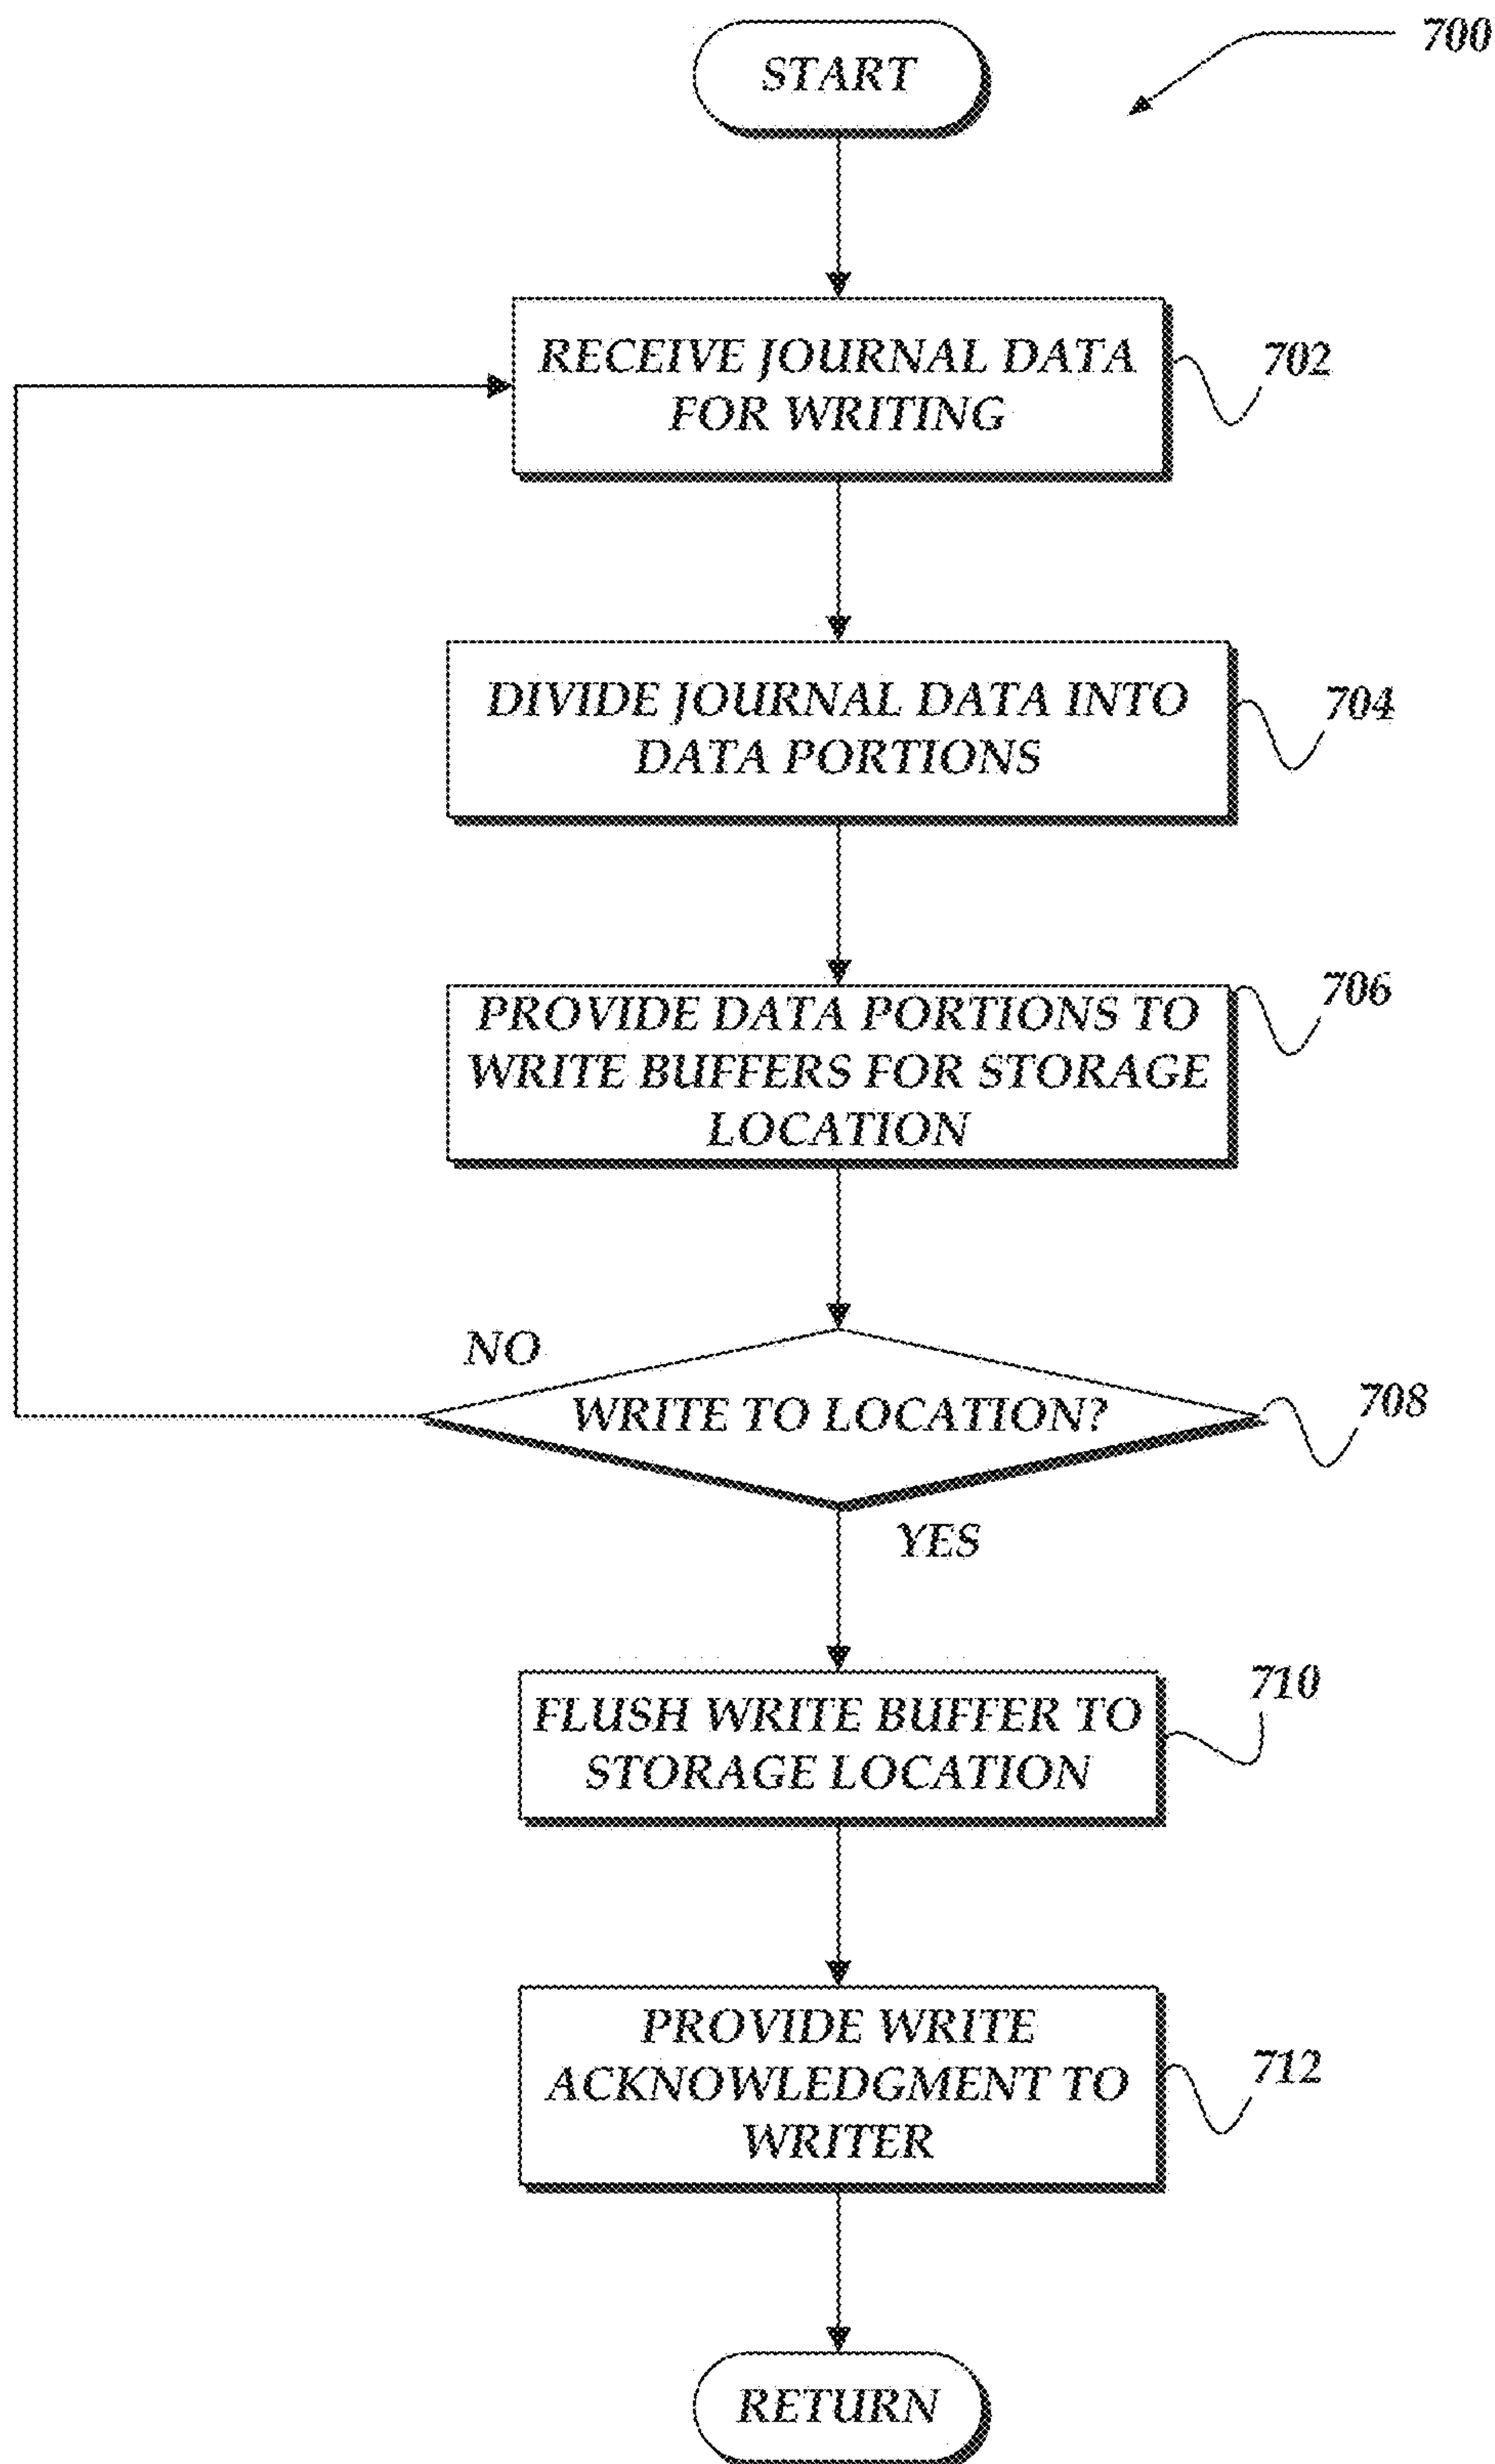 700
START
RECEIVE JOURNAL DATA
FOR WRITING
702
DIVIDE JOURNAL DATA INTO
DATA PORTIONS
704
PROVIDE DATA PORTIONS TO
WRITE BUFFERS FOR STORAGE
LOCATION
706
NO
WRITE TO LOCATION?
708
YES
FLUSH WRITE BUFFER TO
STORAGE LOCATION
710
PROVIDE WRITE
ACKNOWLEDGMENT TO
WRITER
712
RETURN